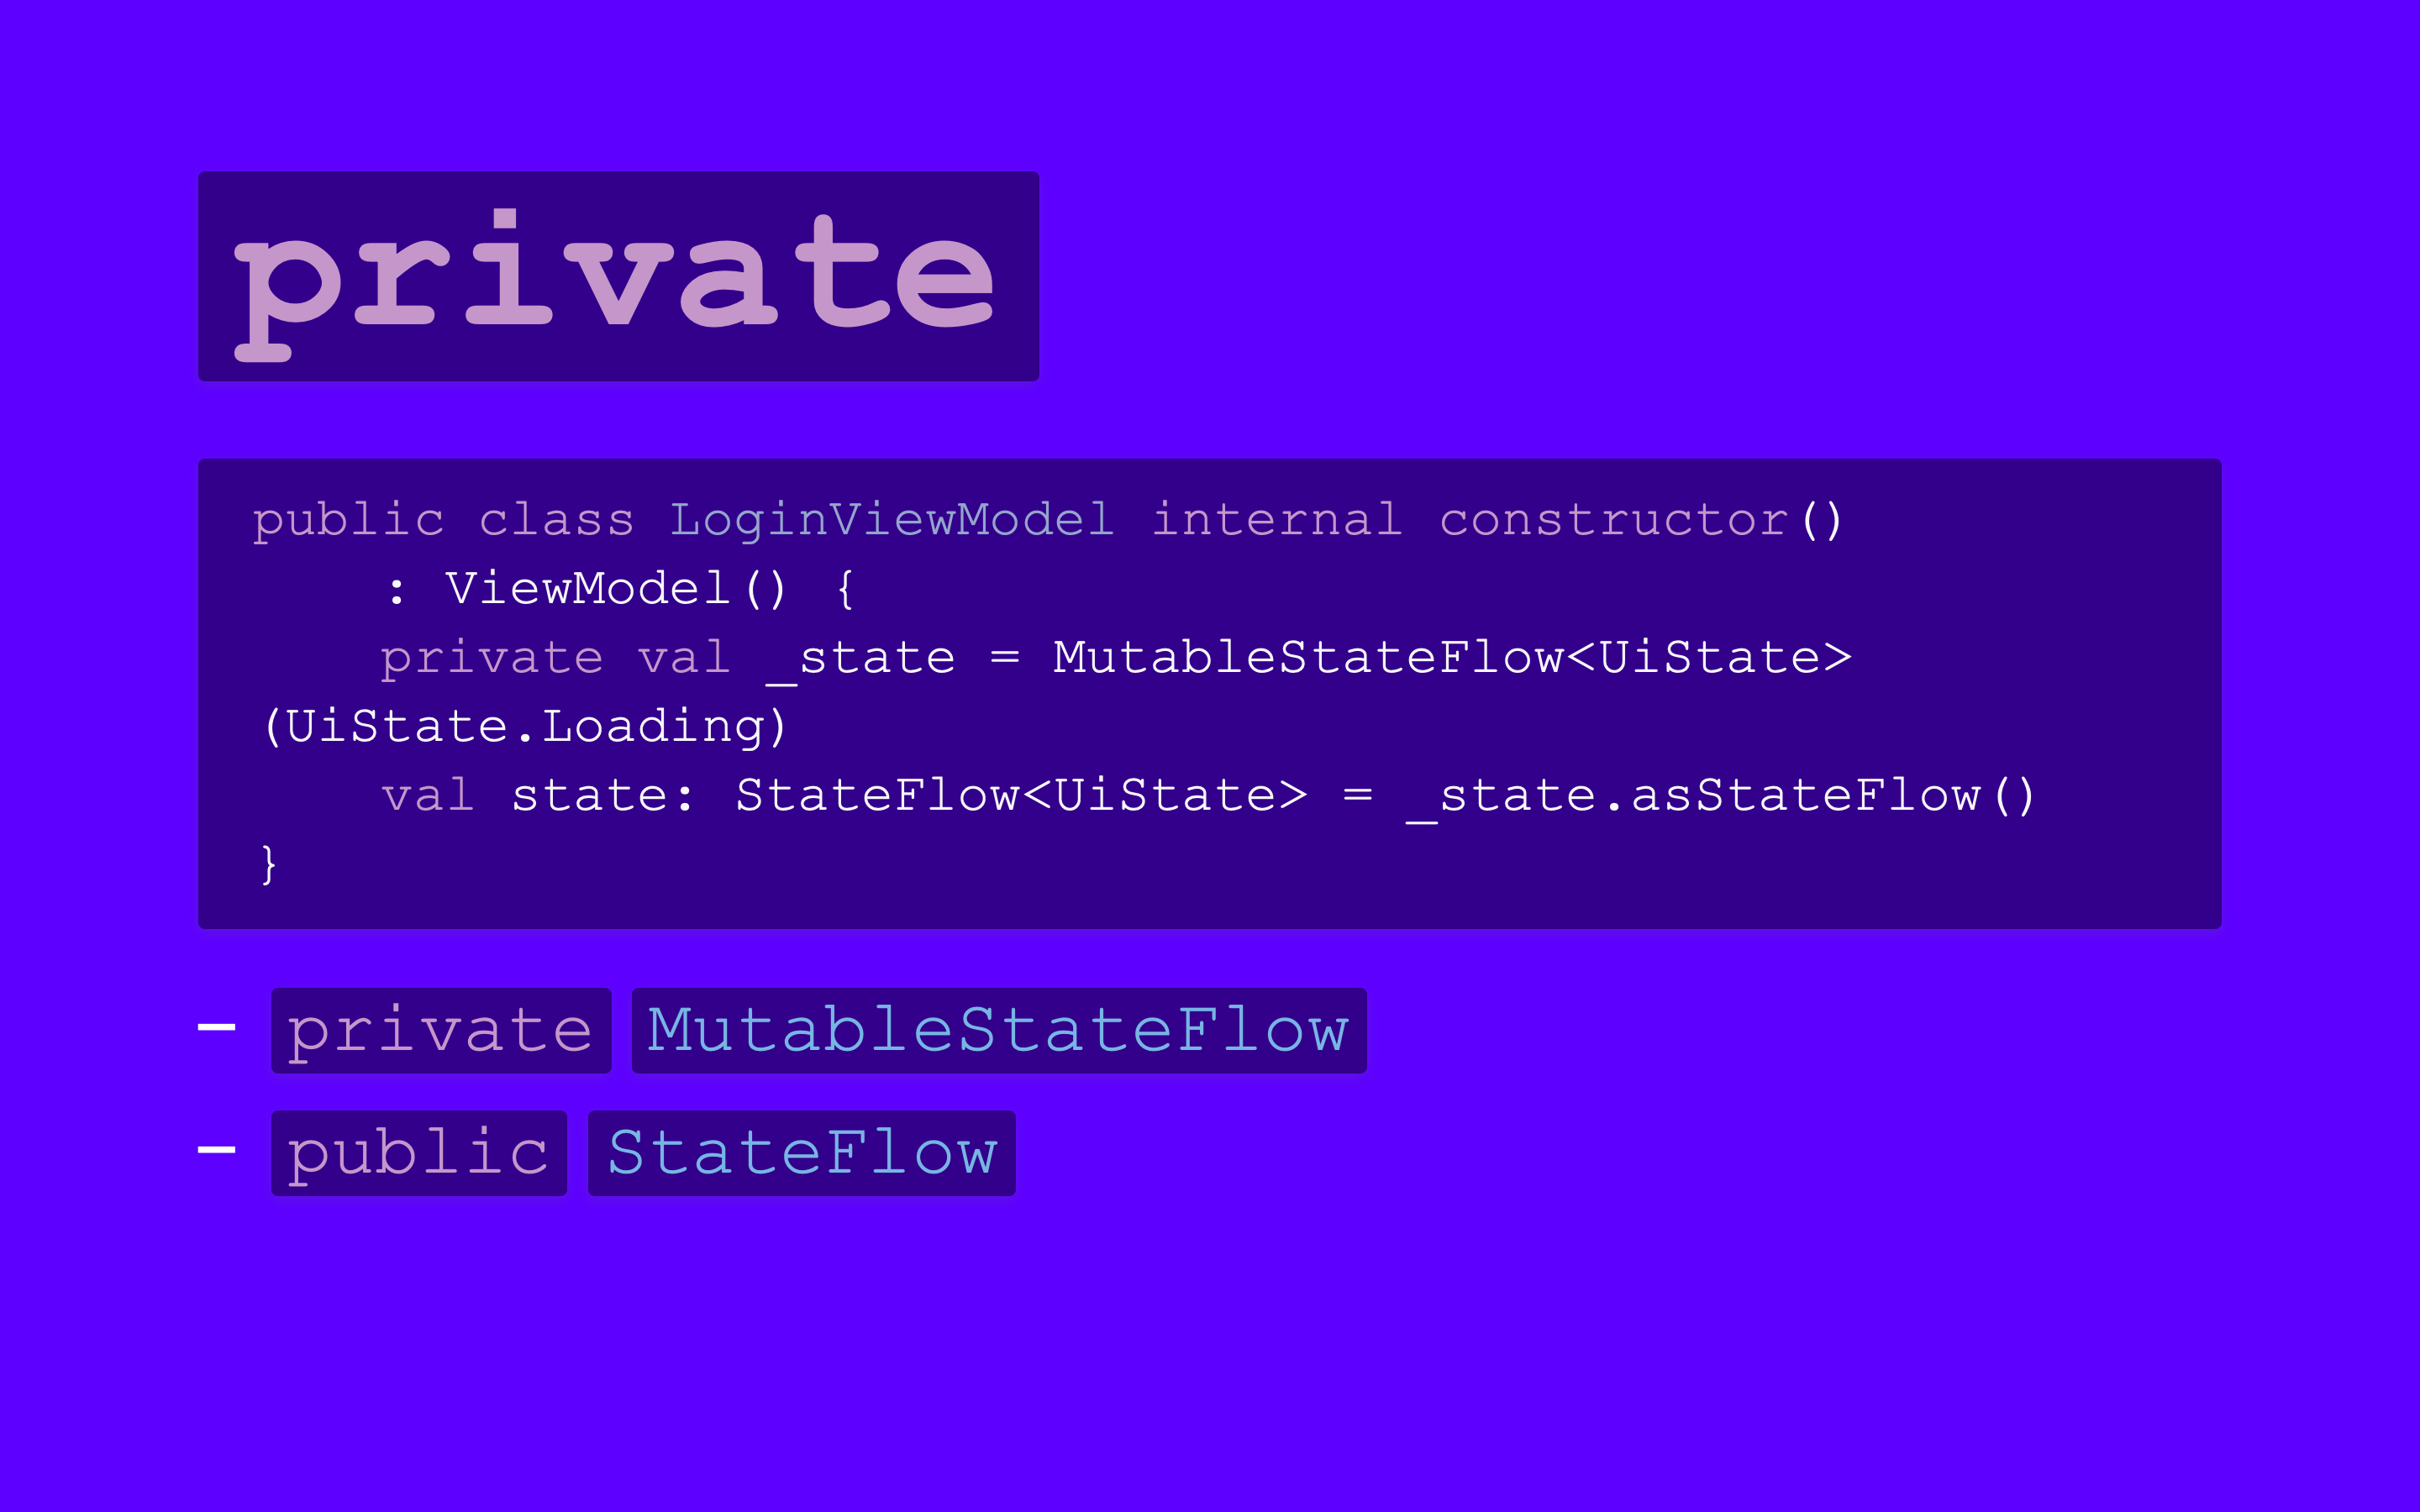 private
public class LoginViewModel internal constructor()
    : ViewModel() {
    private val _state = MutableStateFlow<UiState>
(UiState.Loading)
    val state: StateFlow<UiState> = _state.asStateFlow()
}
– private MutableStateFlow
– public StateFlow